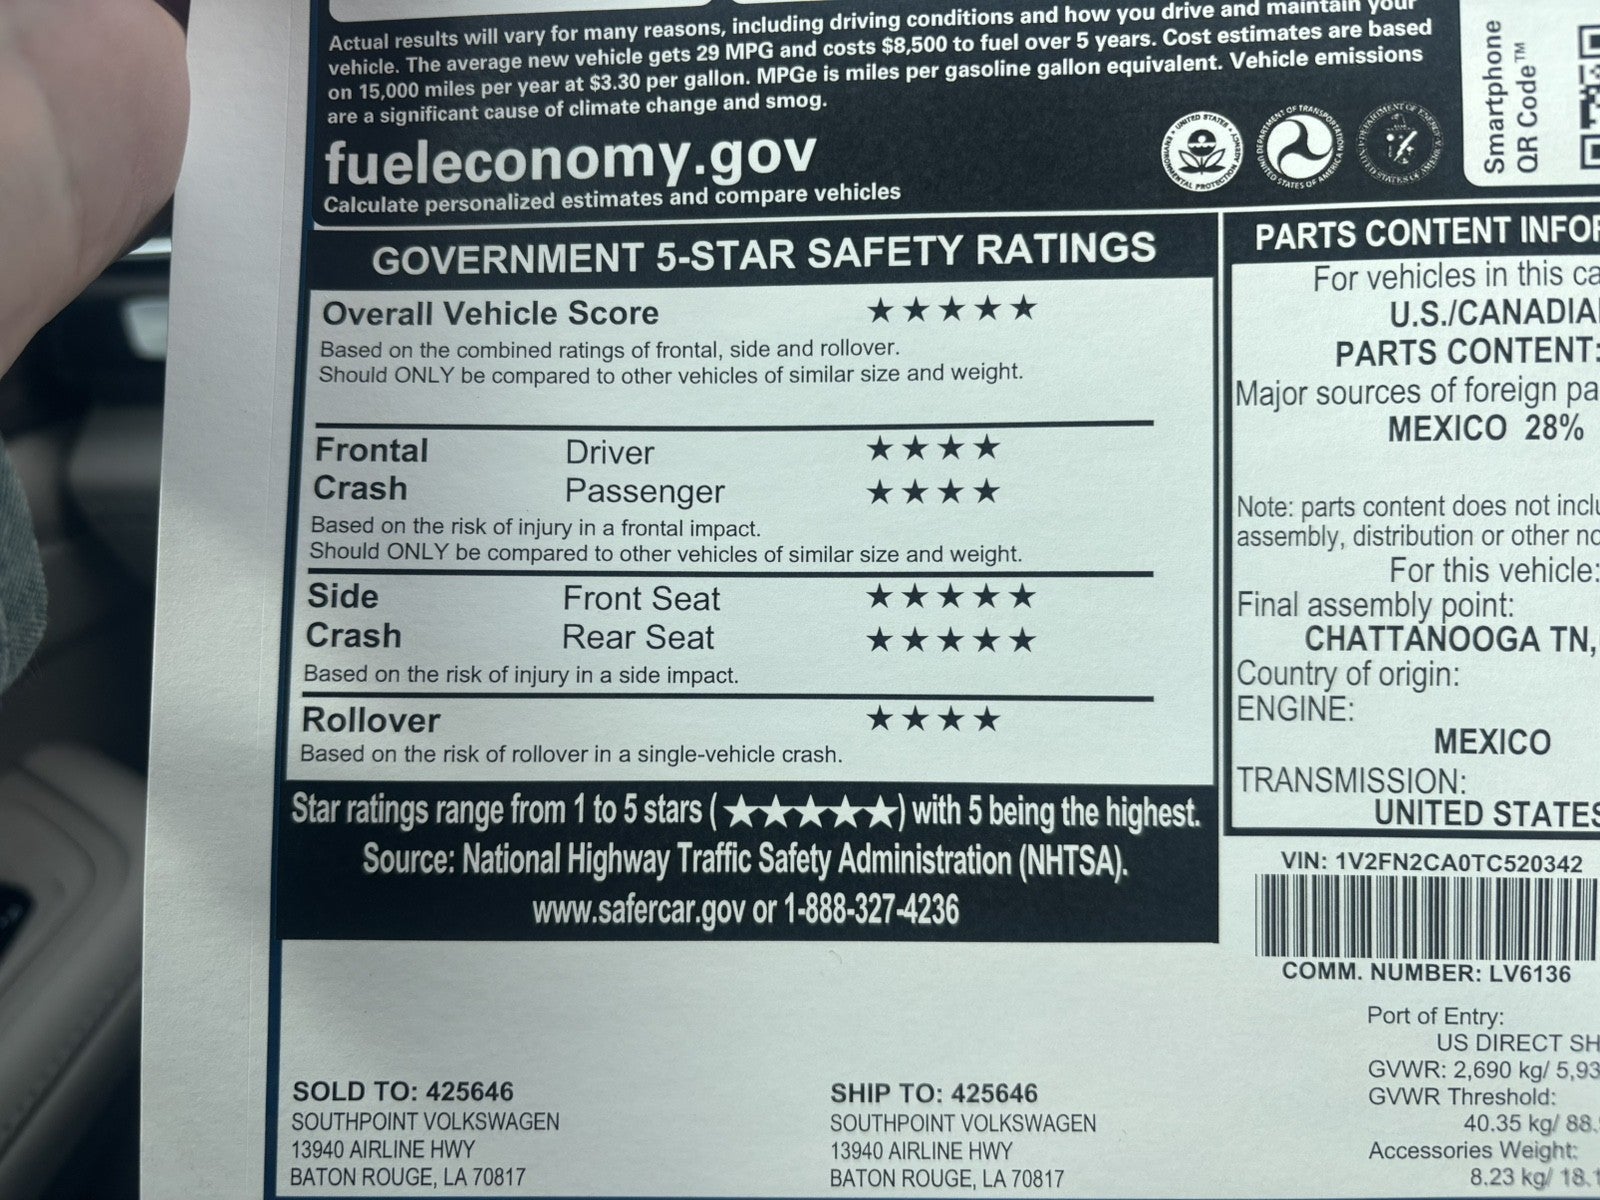 Actual results will vary for many reasons, including driving conditions and how you drive and maintain your
vehicle. The average new vehicle gets 29 MPG and costs $8,500 to fuel over 5 years. Cost estimates are based
on 15,000 miles per year at $3.30 per gallon. MPGe is miles per gasoline gallon equivalent. Vehicle emissions
are a significant cause of climate change and smog.
fueleconomy.gov
Calculate personalized estimates and compare vehicles
Smartphone
QR Code™
GOVERNMENT 5-STAR SAFETY RATINGS
Overall Vehicle Score ★★★★★
Based on the combined ratings of frontal, side and rollover.
Should ONLY be compared to other vehicles of similar size and weight.
Frontal Driver ★★★★
Crash Passenger ★★★★
Based on the risk of injury in a frontal impact.
Should ONLY be compared to other vehicles of similar size and weight.
Side Front Seat ★★★★★
Crash Rear Seat ★★★★★
Based on the risk of injury in a side impact.
Rollover ★★★★
Based on the risk of rollover in a single-vehicle crash.
Star ratings range from 1 to 5 stars (★★★★★) with 5 being the highest.
Source: National Highway Traffic Safety Administration (NHTSA).
www.safercar.gov or 1-888-327-4236
PARTS CONTENT
For vehicles in this
U.S./CANADIA
PARTS CONTENT:
Major sources of foreign
MEXICO 28%
Note: parts content does not
assembly, distribution or other
For this vehicle:
Final assembly point:
CHATTANOOGA TN,
Country of origin:
ENGINE:
MEXICO
TRANSMISSION:
UNITED STATES
VIN: 1V2FN2CA0TC520342
COMM. NUMBER: LV6136
Port of Entry:
US DIRECT
GVWR: 2,690 kg/ 5,93
GVWR Threshold:
40.35 kg/ 88.
Accessories Weight:
8.23 kg/ 18.1
SOLD TO: 425646
SOUTHPOINT VOLKSWAGEN
13940 AIRLINE HWY
BATON ROUGE, LA 70817
SHIP TO: 425646
SOUTHPOINT VOLKSWAGEN
13940 AIRLINE HWY
BATON ROUGE, LA 70817